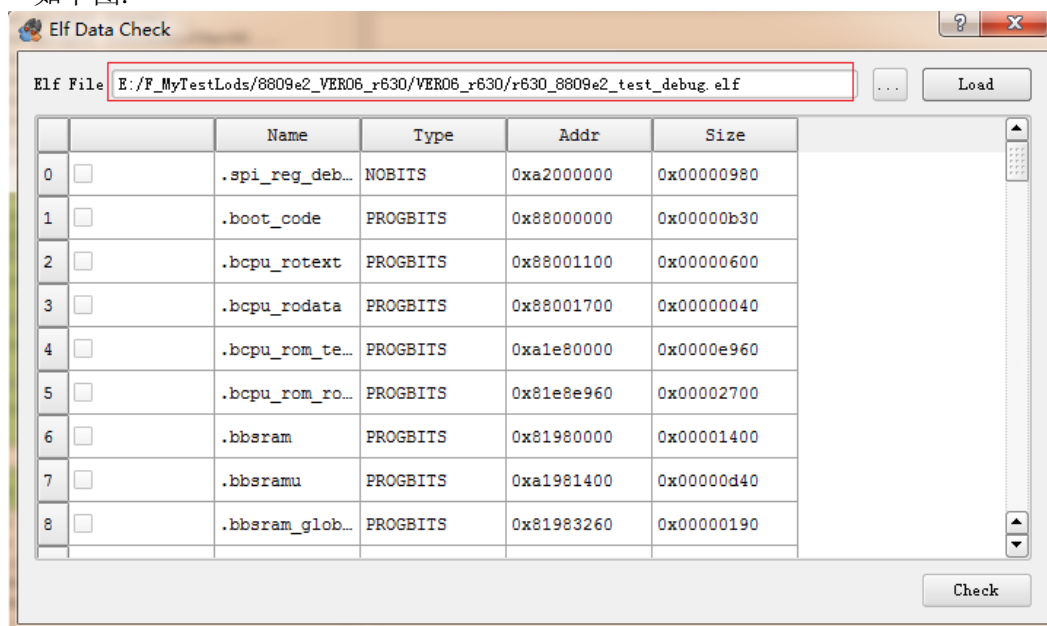 如下图:
Elf Data Check
Elf File E:/F_MyTestLods/8809e2_VER06_r630/VER06_r630/r630_8809e2_test_debug.elf ... Load
Name Type Addr Size
0 .spi_reg_deb... NOBITS 0xa2000000 0x00000980
1 .boot_code PROGBITS 0x88000000 0x00000b30
2 .bcpu_rotext PROGBITS 0x88001100 0x00000600
3 .bcpu_rodata PROGBITS 0x88001700 0x00000040
4 .bcpu_rom_te... PROGBITS 0xa1e80000 0x0000e960
5 .bcpu_rom_ro... PROGBITS 0x81e8e960 0x00002700
6 .bbsram PROGBITS 0x81980000 0x00001400
7 .bbsramu PROGBITS 0xa1981400 0x00000d40
8 .bbsram_glob... PROGBITS 0x81983260 0x00000190
Check